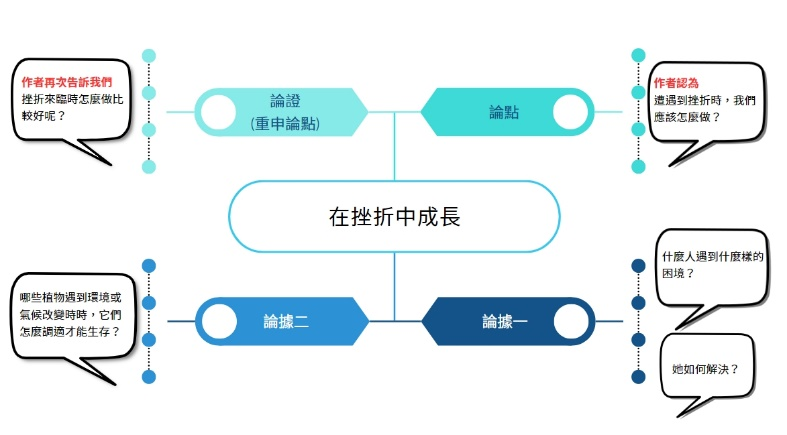 作者再次告訴我們
挫折來臨時怎麼做比
較好呢？
論證
(重申論點)
論點
作者認為
遭遇到挫折時，我們
應該怎麼做？
在挫折中成長
哪些植物遇到環境或
氣候改變時時，它們
怎麼調適才能生存？
論據二
論據一
什麼人遇到什麼樣的
困境？
她如何解決？